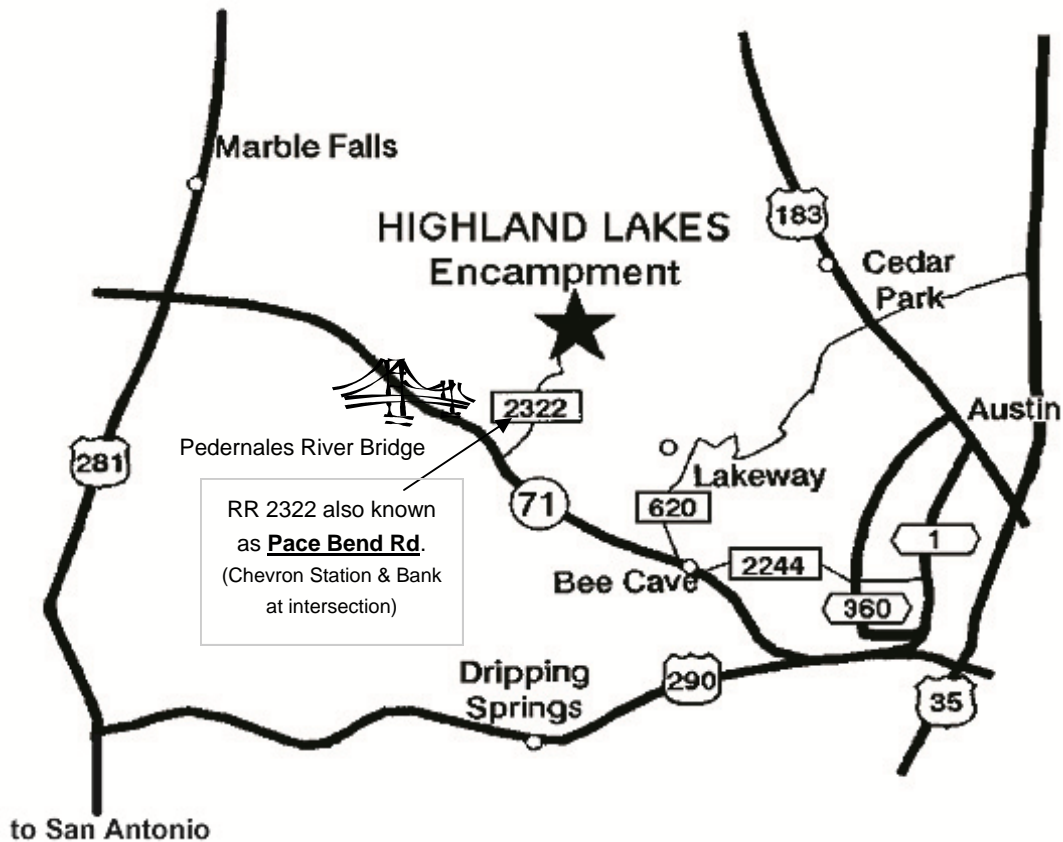 Marble Falls
HIGHLAND LAKES
Encampment
183
Cedar
Park
2322
Austin
Pedernales River Bridge
281
Lakeway
RR 2322 also known
as Pace Bend Rd.
(Chevron Station & Bank
at intersection)
71
620
1
Bee Cave
2244
360
Dripping
Springs
290
35
to San Antonio